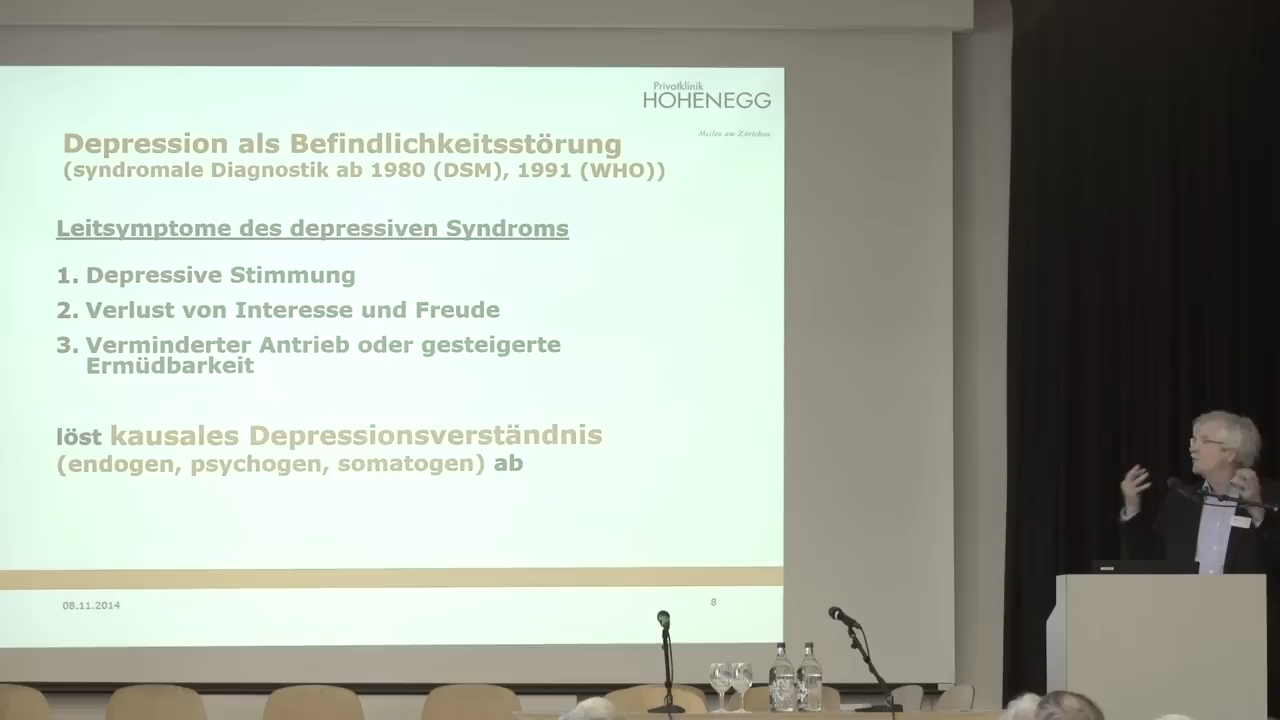 Privatklinik
HOHENEGG
Meilen am Zürichsee
Depression als Befindlichkeitsstörung
(syndromale Diagnostik ab 1980 (DSM), 1991 (WHO))
Leitsymptome des depressiven Syndroms
1. Depressive Stimmung
2. Verlust von Interesse und Freude
3. Verminderter Antrieb oder gesteigerte
Ermüdbarkeit
löst kausales Depressionsverständnis
(endogen, psychogen, somatogen) ab
08.11.2014
8